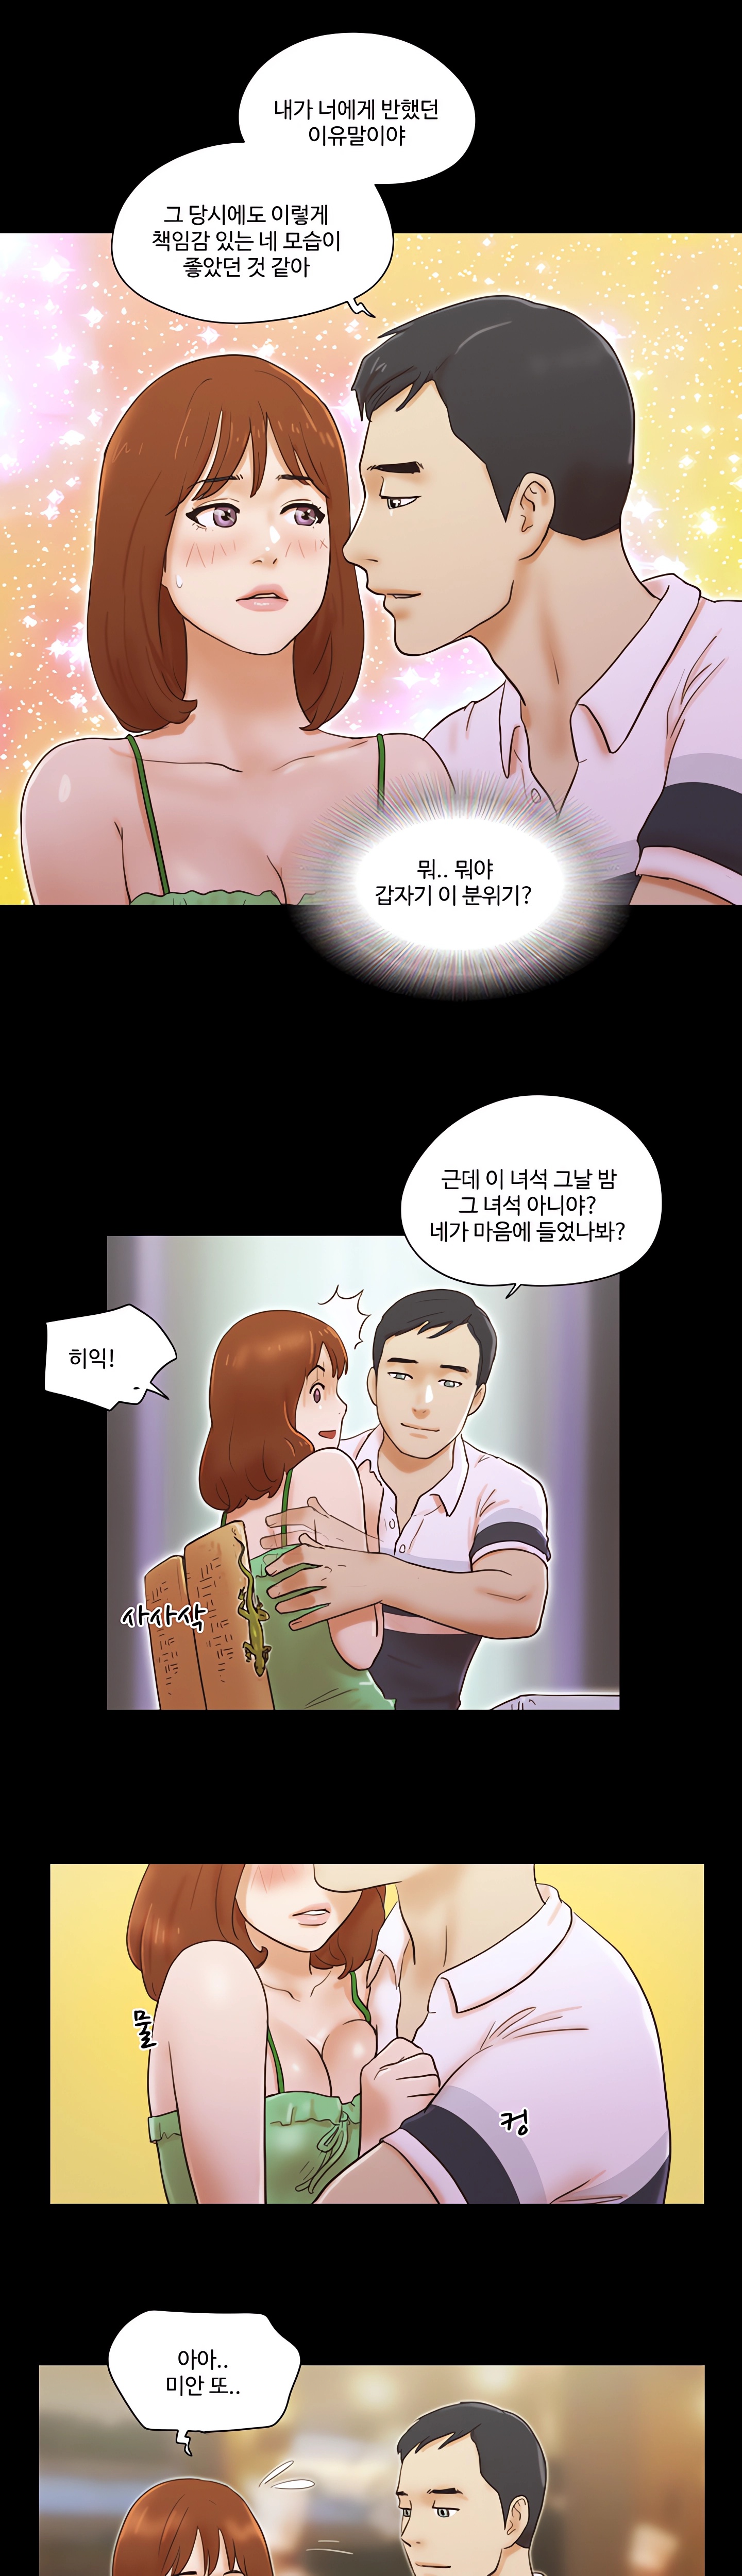 내가 너에게 반했던
이유말이야
그 당시에도 이렇게
책임감 있는 네 모습이
좋았던 것 같아
뭐.. 뭐야
갑자기 이 분위기?
근데 이 녀석 그날 밤
그 녀석 아니야?
네가 마음에 들었나봐?
히익!
사사삭
물
컹
아아..
미안 또..